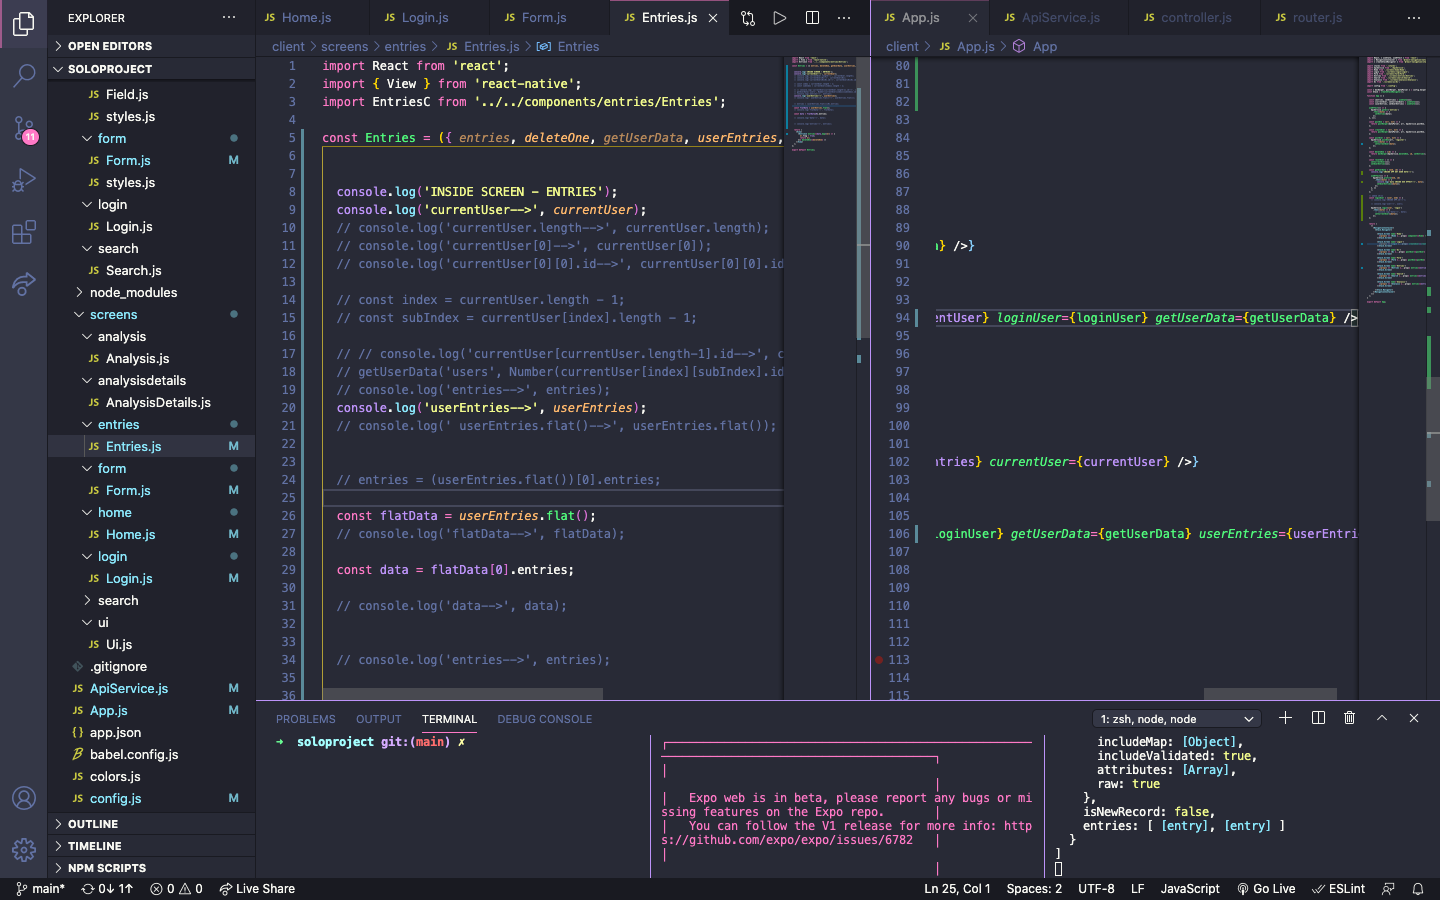 EXPLORER
OPEN EDITORS
SOLOPROJECT
JS Field.js
JS styles.js
form
JS Form.js M
JS styles.js
login
JS Login.js
search
JS Search.js
node_modules
screens
analysis
JS Analysis.js
analysisdetails
JS AnalysisDetails.js
entries
JS Entries.js M
form
JS Form.js M
home
JS Home.js M
login
JS Login.js M
search
ui
JS Ui.js
.gitignore
JS ApiService.js M
JS App.js M
{} app.json
babel.config.js
JS colors.js
JS config.js M
OUTLINE
TIMELINE
NPM SCRIPTS
11
JS Home.js
JS Login.js
JS Form.js
JS Entries.js
client > screens > entries > JS Entries.js > Entries
1 import React from 'react';
2 import { View } from 'react-native';
3 import EntriesC from '../../components/entries/Entries';
4
5 const Entries = ({ entries, deleteOne, getUserData, userEntries,
6
7
8 console.log('INSIDE SCREEN - ENTRIES');
9 console.log('currentUser-->', currentUser);
10 // console.log('currentUser.length-->', currentUser.length);
11 // console.log('currentUser[0]-->', currentUser[0]);
12 // console.log('currentUser[0][0].id-->', currentUser[0][0].id
13
14 // const index = currentUser.length - 1;
15 // const subIndex = currentUser[index].length - 1;
16
17 // // console.log('currentUser[currentUser.length-1].id-->', c
18 // getUserData('users', Number(currentUser[index][subIndex].id
19 // console.log('entries-->', entries);
20 console.log('userEntries-->', userEntries);
21 // console.log(' userEntries.flat()-->', userEntries.flat());
22
23
24 // entries = (userEntries.flat())[0].entries;
25
26 const flatData = userEntries.flat();
27 // console.log('flatData-->', flatData);
28
29 const data = flatData[0].entries;
30
31 // console.log('data-->', data);
32
33
34 // console.log('entries-->', entries);
35
36
JS App.js
JS ApiService.js
JS controller.js
JS router.js
client > JS App.js > App
80
81
82
83
84
85
86
87
88
89
90 } />}
91
92
93
94 entUser} loginUser={loginUser} getUserData={getUserData} />
95
96
97
98
99
100
101
102 ntries} currentUser={currentUser} />}
103
104
105
106 loginUser} getUserData={getUserData} userEntries={userEntri
107
108
109
110
111
112
113
114
115
PROBLEMS OUTPUT TERMINAL DEBUG CONSOLE
1: zsh, node, node
→ soloproject git:(main) ✗
| Expo web is in beta, please report any bugs or mi
ssing features on the Expo repo. |
| You can follow the V1 release for more info: http
s://github.com/expo/expo/issues/6782 |
includeMap: [Object],
includeValidated: true,
attributes: [Array],
raw: true
},
isNewRecord: false,
entries: [ [entry], [entry] ]
}
]
main* 0↓ 1↑ 0 0 Live Share
Ln 25, Col 1 Spaces: 2 UTF-8 LF JavaScript Go Live ESLint